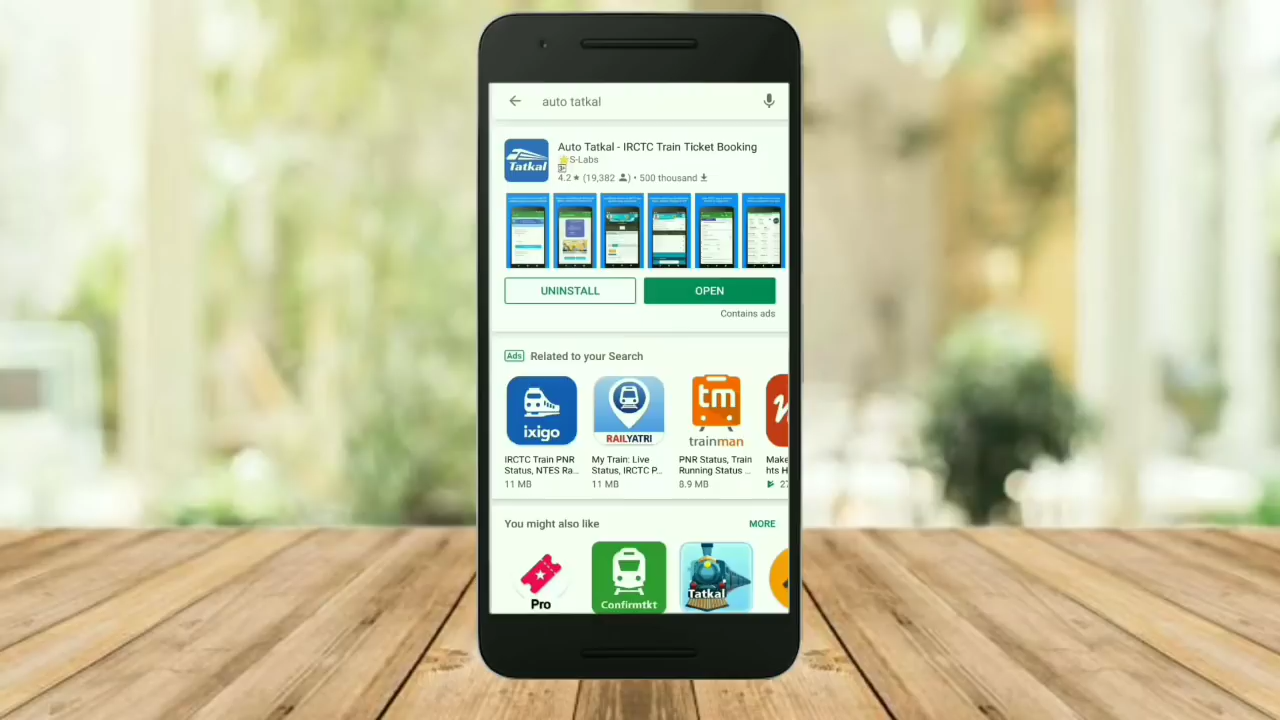 auto tatkal
Tatkal
Auto Tatkal - IRCTC Train Ticket Booking
S-Labs
3+
4.2 ★ (19,382) • 500 thousand
UNINSTALL
OPEN
Contains ads
Ads Related to your Search
ixigo
RAILYATRI
tm
trainman
IRCTC Train PNR
Status, NTES Ra...
11 MB
My Train: Live
Status, IRCTC P...
11 MB
PNR Status, Train
Running Status ...
8.9 MB
Make
hts H
27
You might also like
MORE
Pro
Confirmtkt
Tatkal